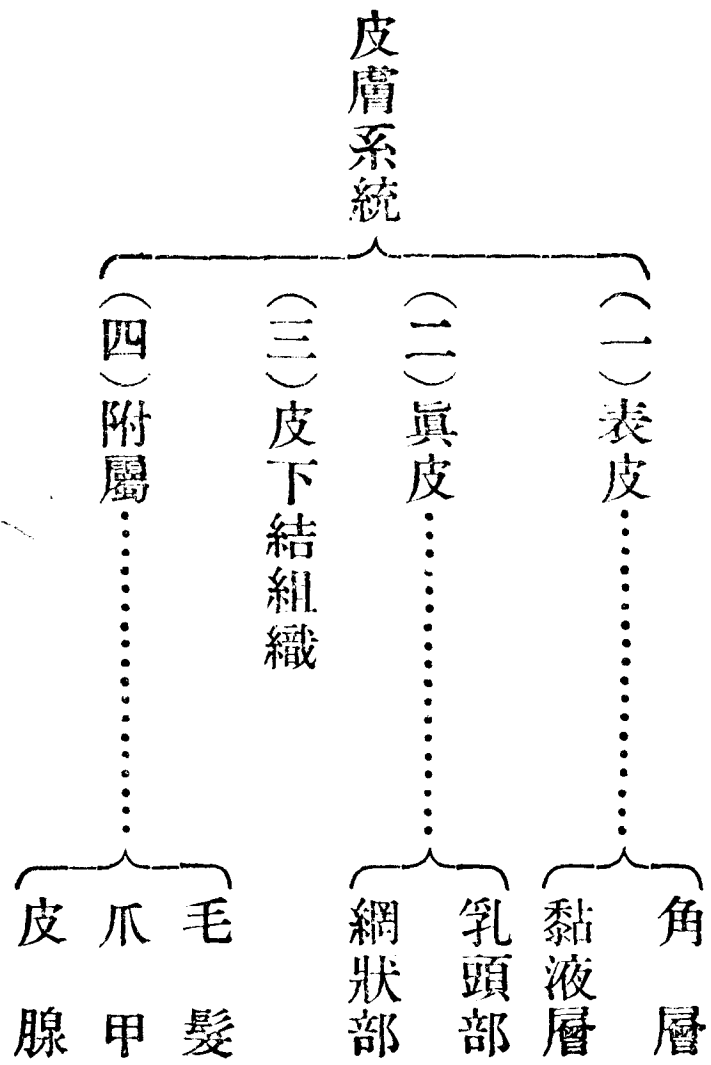 皮膚系統
(一)表皮
角層
黏液層
(二)眞皮
乳頭部
網狀部
(三)皮下結組織
(四)附屬
毛髮
爪甲
皮腺